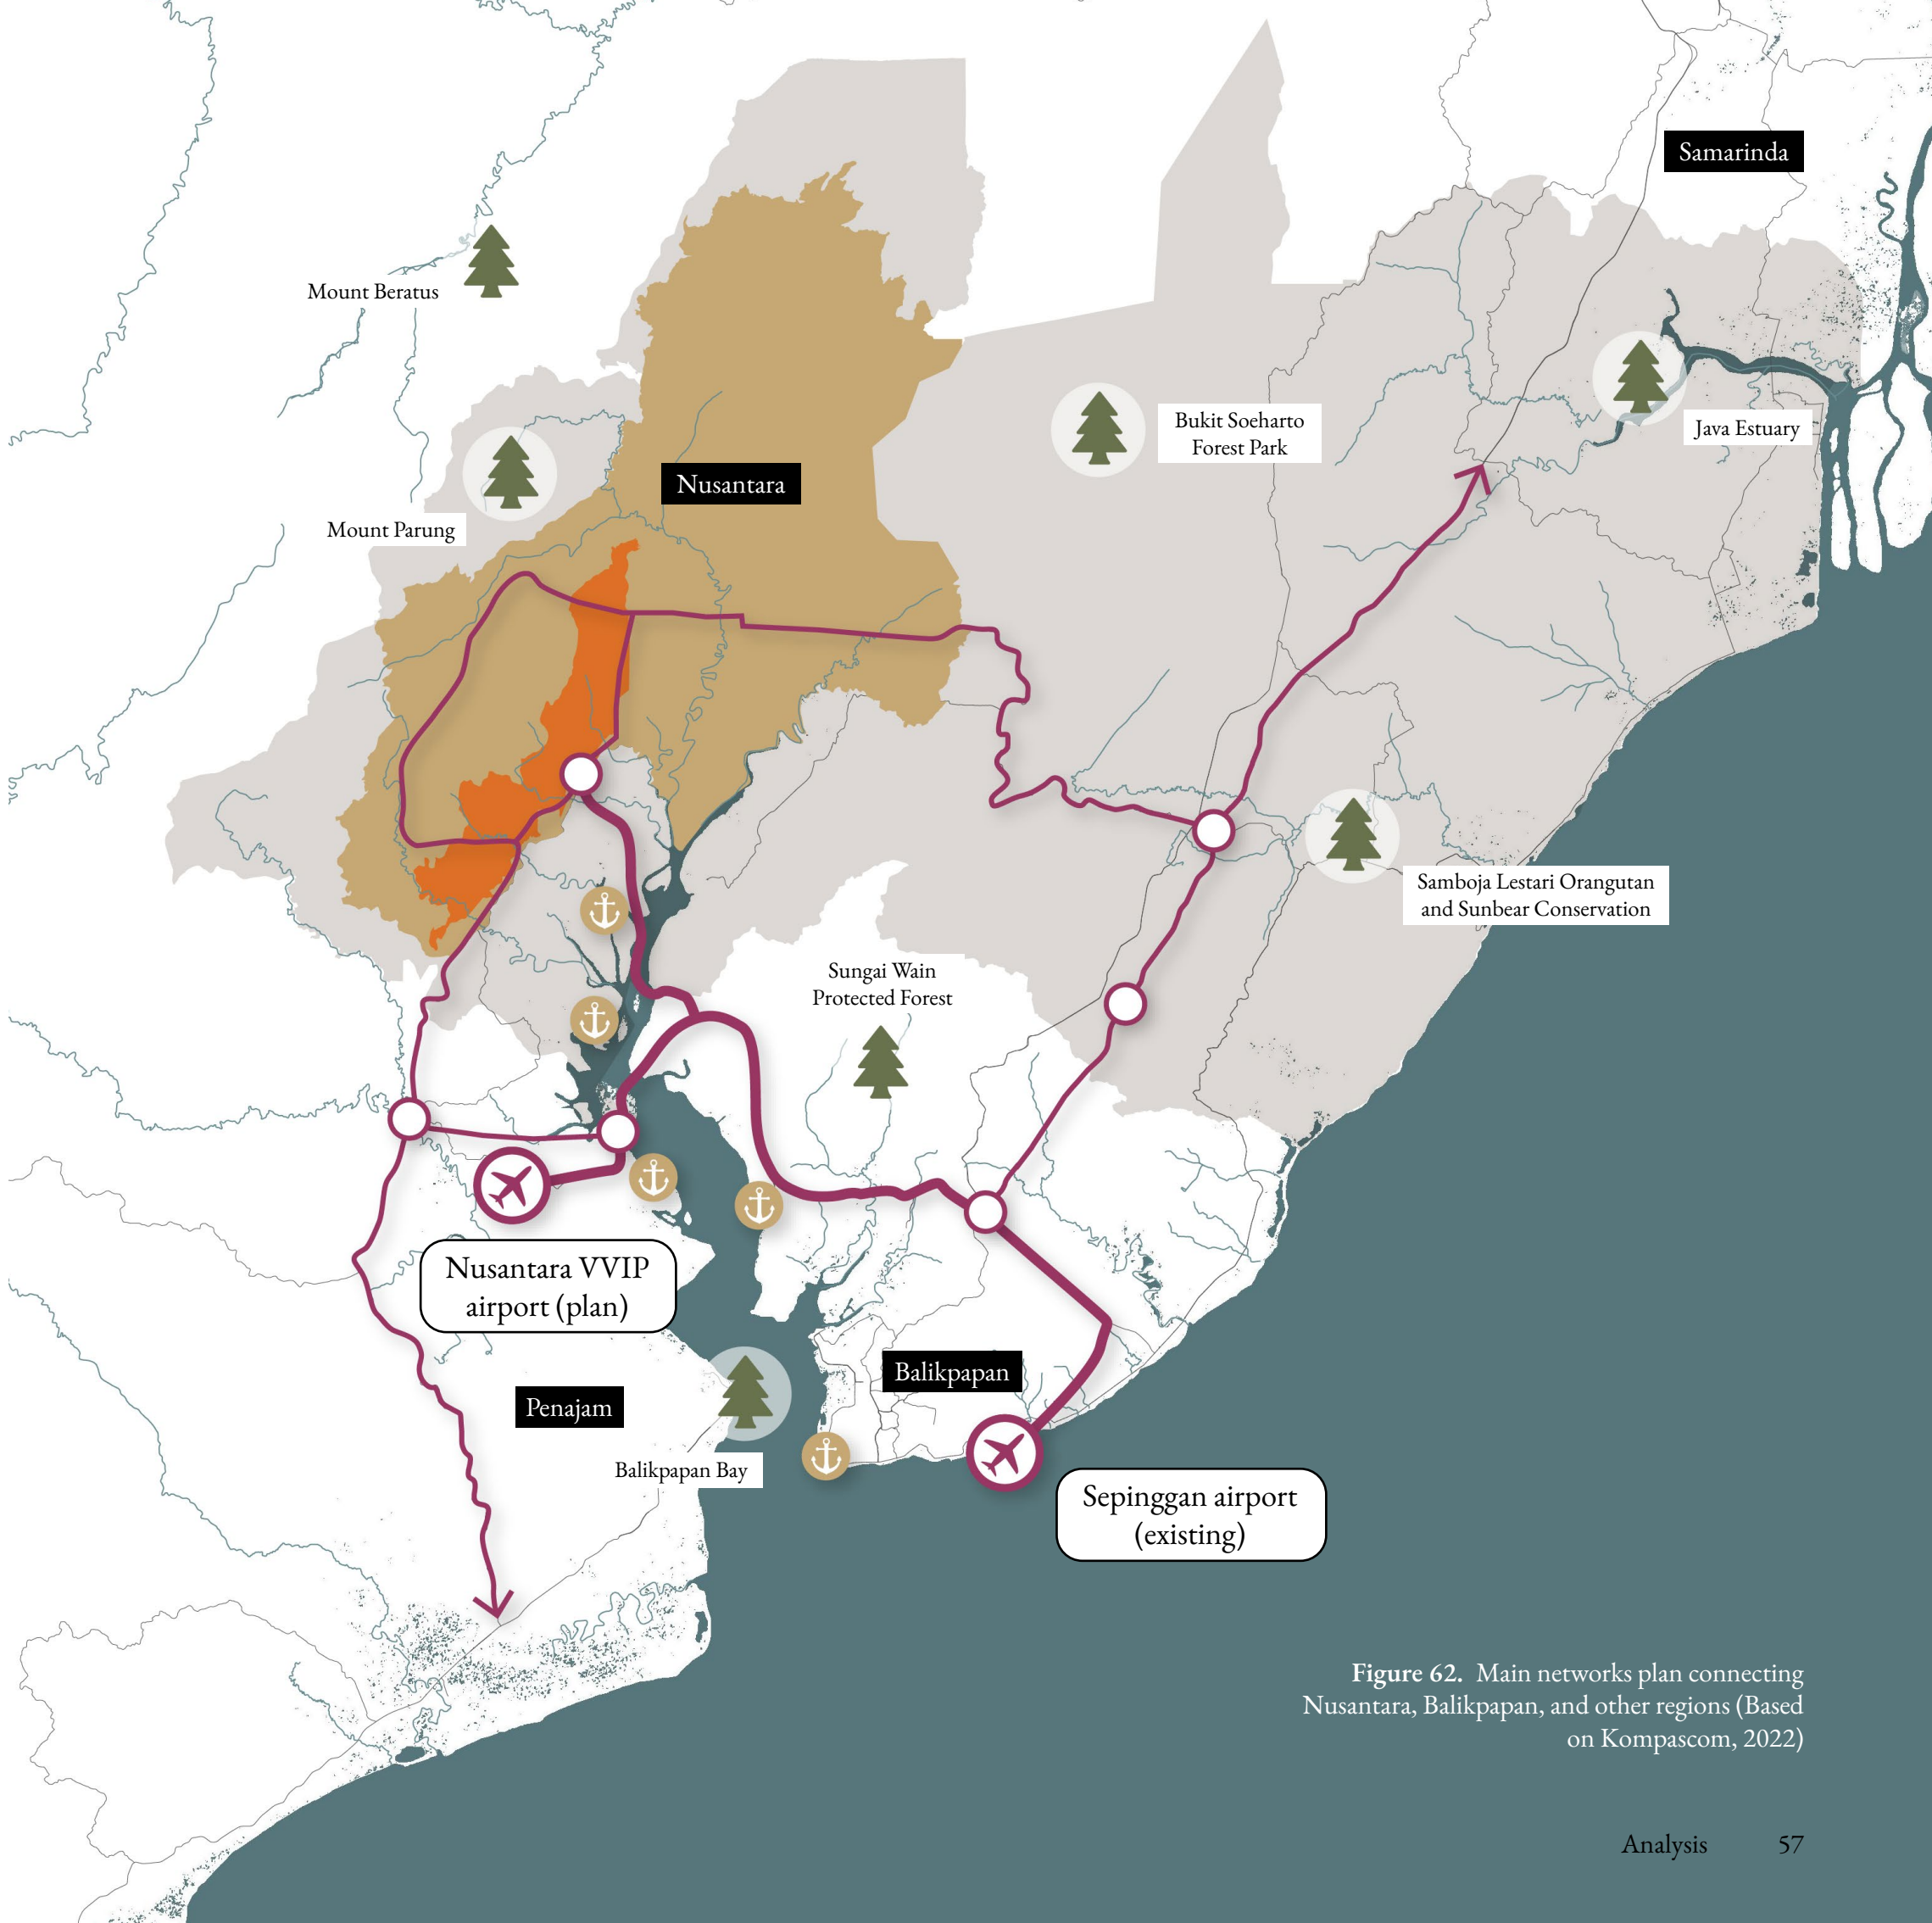 Samarinda
Mount Beratus
Bukit Soeharto
Forest Park
Java Estuary
Nusantara
Mount Parung
Samboja Lestari Orangutan
and Sunbear Conservation
Sungai Wain
Protected Forest
Nusantara VVIP
airport (plan)
Balikpapan
Penajam
Balikpapan Bay
Sepinggan airport
(existing)
Figure 62. Main networks plan connecting
Nusantara, Balikpapan, and other regions (Based
on Kompascom, 2022)
Analysis 57